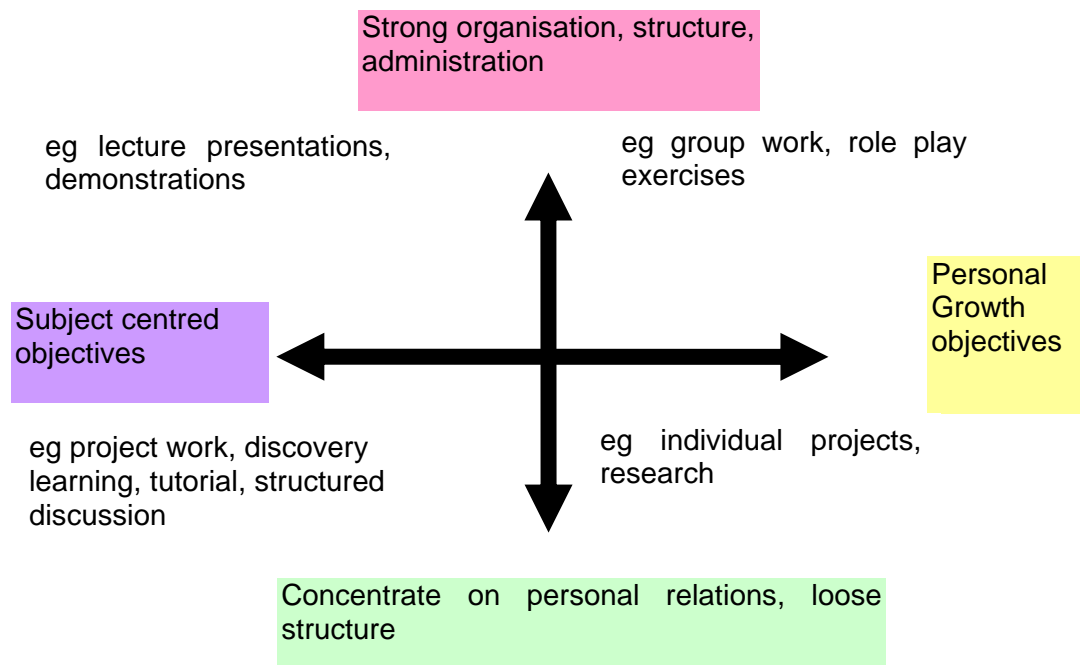 Strong organisation, structure,
administration
eg lecture presentations,
demonstrations
eg group work, role play
exercises
Personal
Growth
objectives
Subject centred
objectives
eg project work, discovery
learning, tutorial, structured
discussion
eg individual projects,
research
Concentrate on personal relations, loose
structure